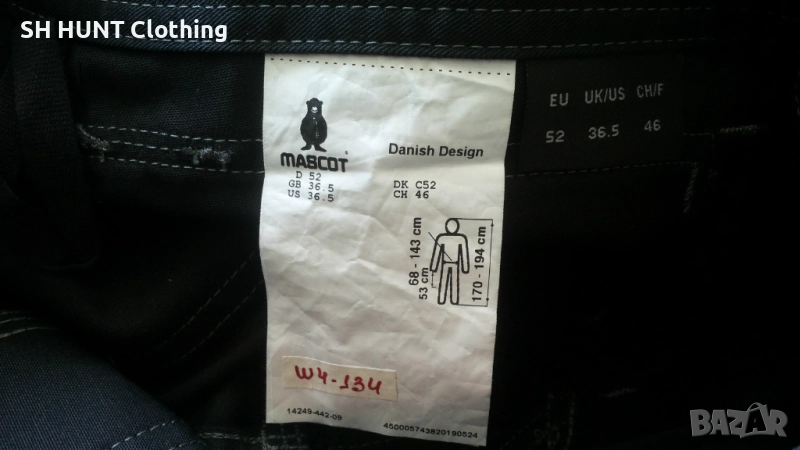 SH HUNT Clothing
MASCOT
Danish Design
D 52
GB 36.5
US 36.5
DK C52
CH 46
68 - 143 cm
53 cm
170 - 194 cm
W4-134
14249-442-09
450005743820190524
EU UK/US CH/F
52 36.5 46
BAZAR